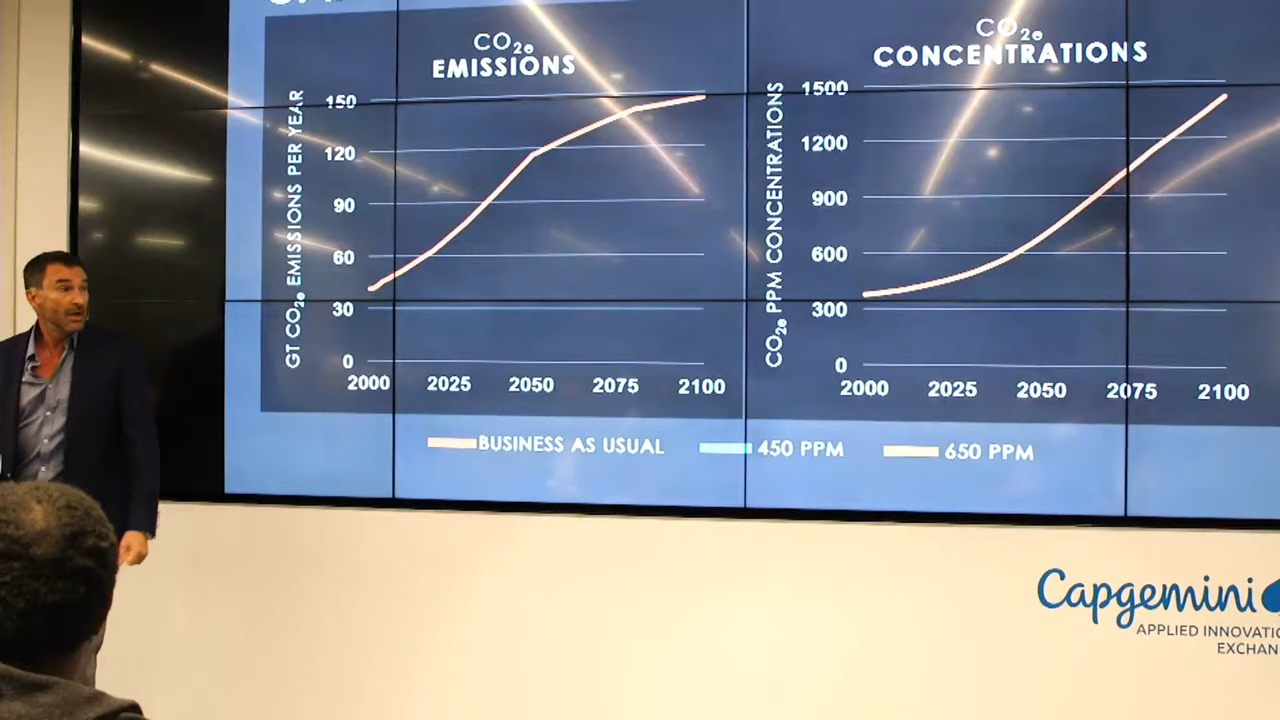 CO2e
EMISSIONS
GT CO2e EMISSIONS PER YEAR
150
120
90
60
30
0
2000 2025 2050 2075 2100
CO2e
CONCENTRATIONS
CO2e PPM CONCENTRATIONS
1500
1200
900
600
300
0
2000 2025 2050 2075 2100
BUSINESS AS USUAL 450 PPM 650 PPM
Capgemini
APPLIED